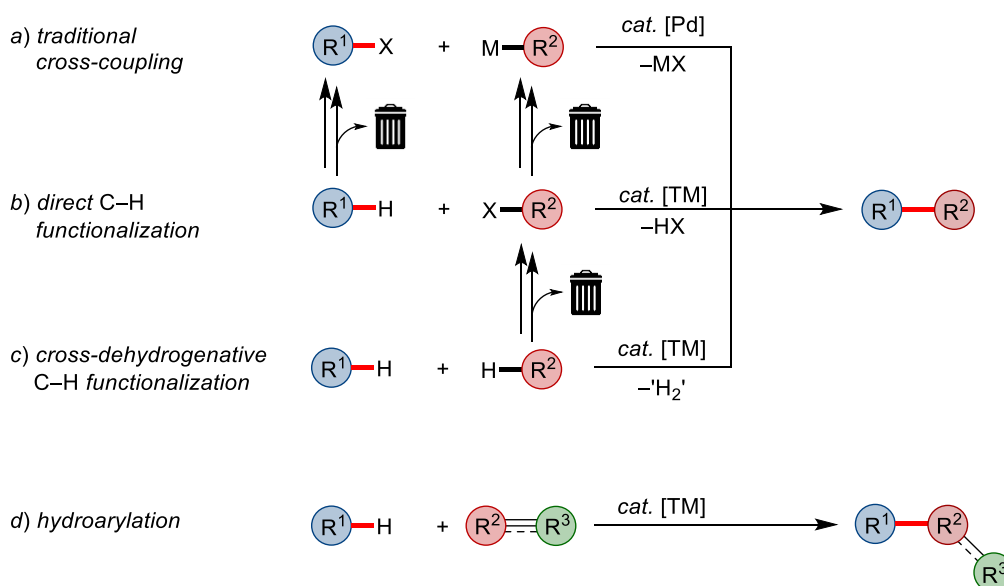 a) traditional cross-coupling
R¹–X + M–R² cat. [Pd] –MX
b) direct C–H functionalization
R¹–H + X–R² cat. [TM] –HX R¹–R²
c) cross-dehydrogenative C–H functionalization
R¹–H + H–R² cat. [TM] –'H₂'
d) hydroarylation
R¹–H + R² R³ cat. [TM] R¹ R² R³